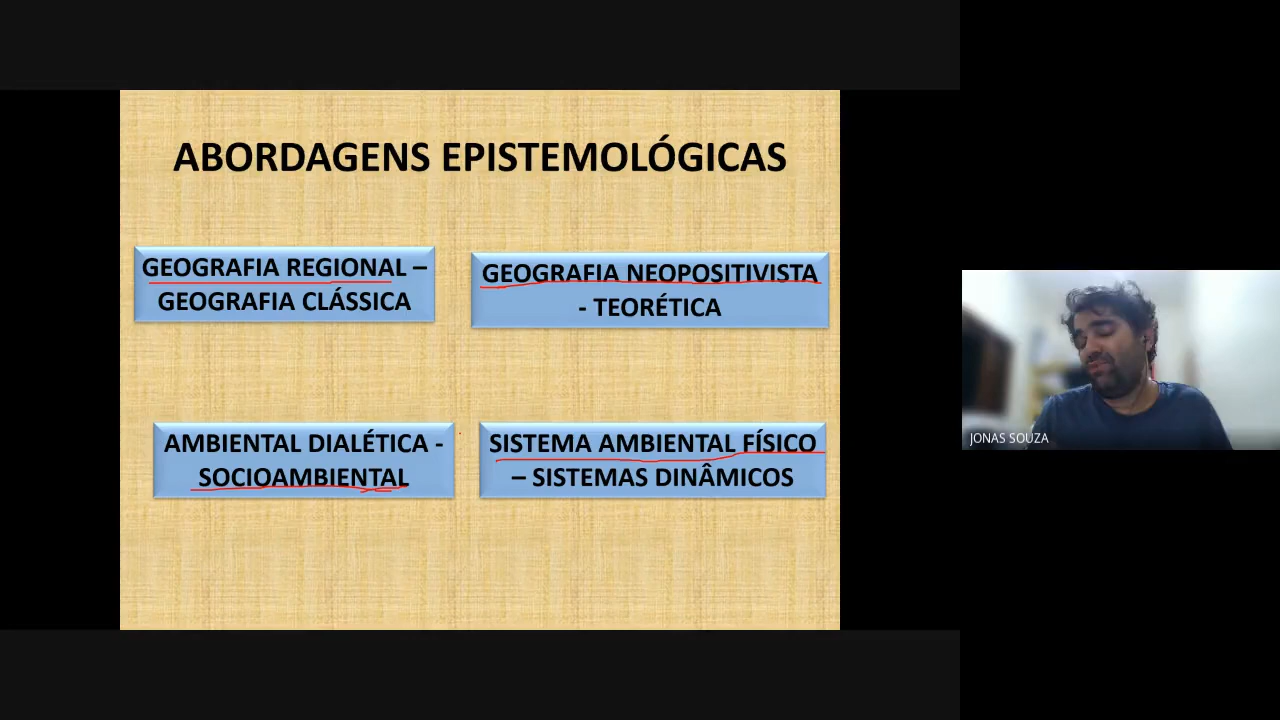 ABORDAGENS EPISTEMOLÓGICAS
GEOGRAFIA REGIONAL –
GEOGRAFIA CLÁSSICA
GEOGRAFIA NEOPOSITIVISTA
- TEORÉTICA
AMBIENTAL DIALÉTICA -
SOCIOAMBIENTAL
SISTEMA AMBIENTAL FÍSICO
– SISTEMAS DINÂMICOS
JONAS SOUZA